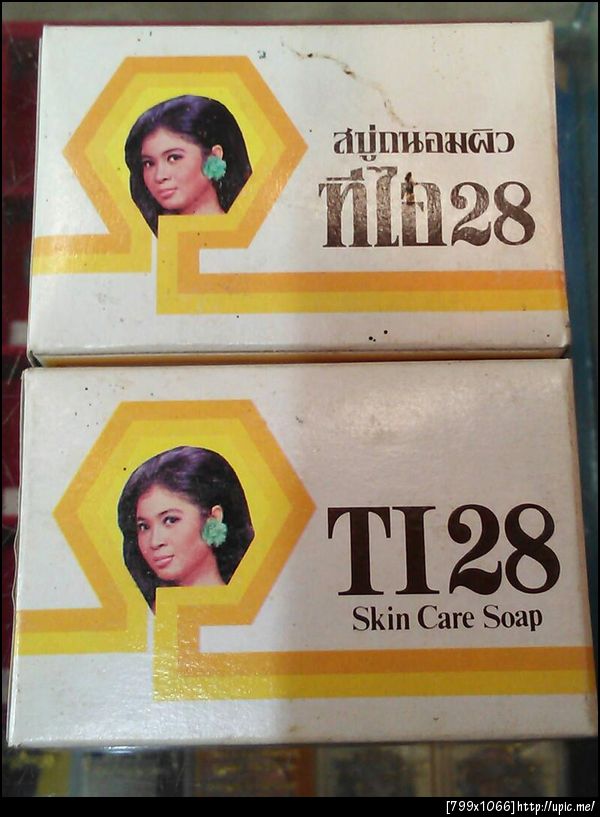 สบู่ถนอมผิว
ทีไอ28
TI28
Skin Care Soap
[799x1066]http://upic.me/